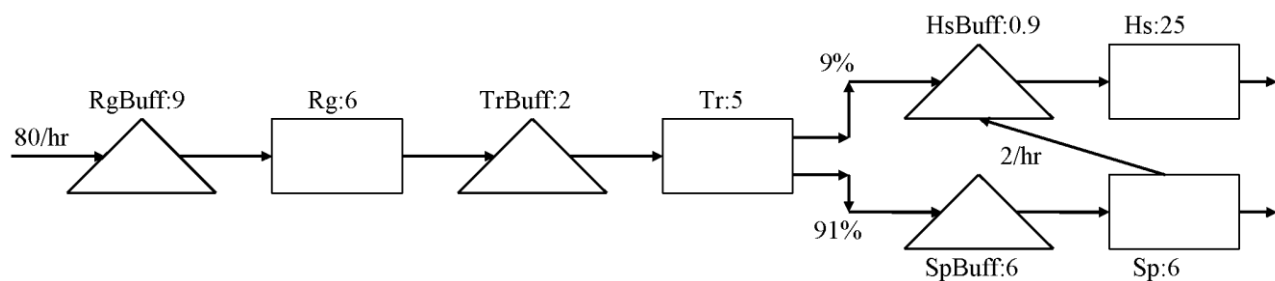 HsBuff:0.9
Hs:25
9%
RgBuff:9
Rg:6
TrBuff:2
Tr:5
80/hr
2/hr
91%
SpBuff:6
Sp:6